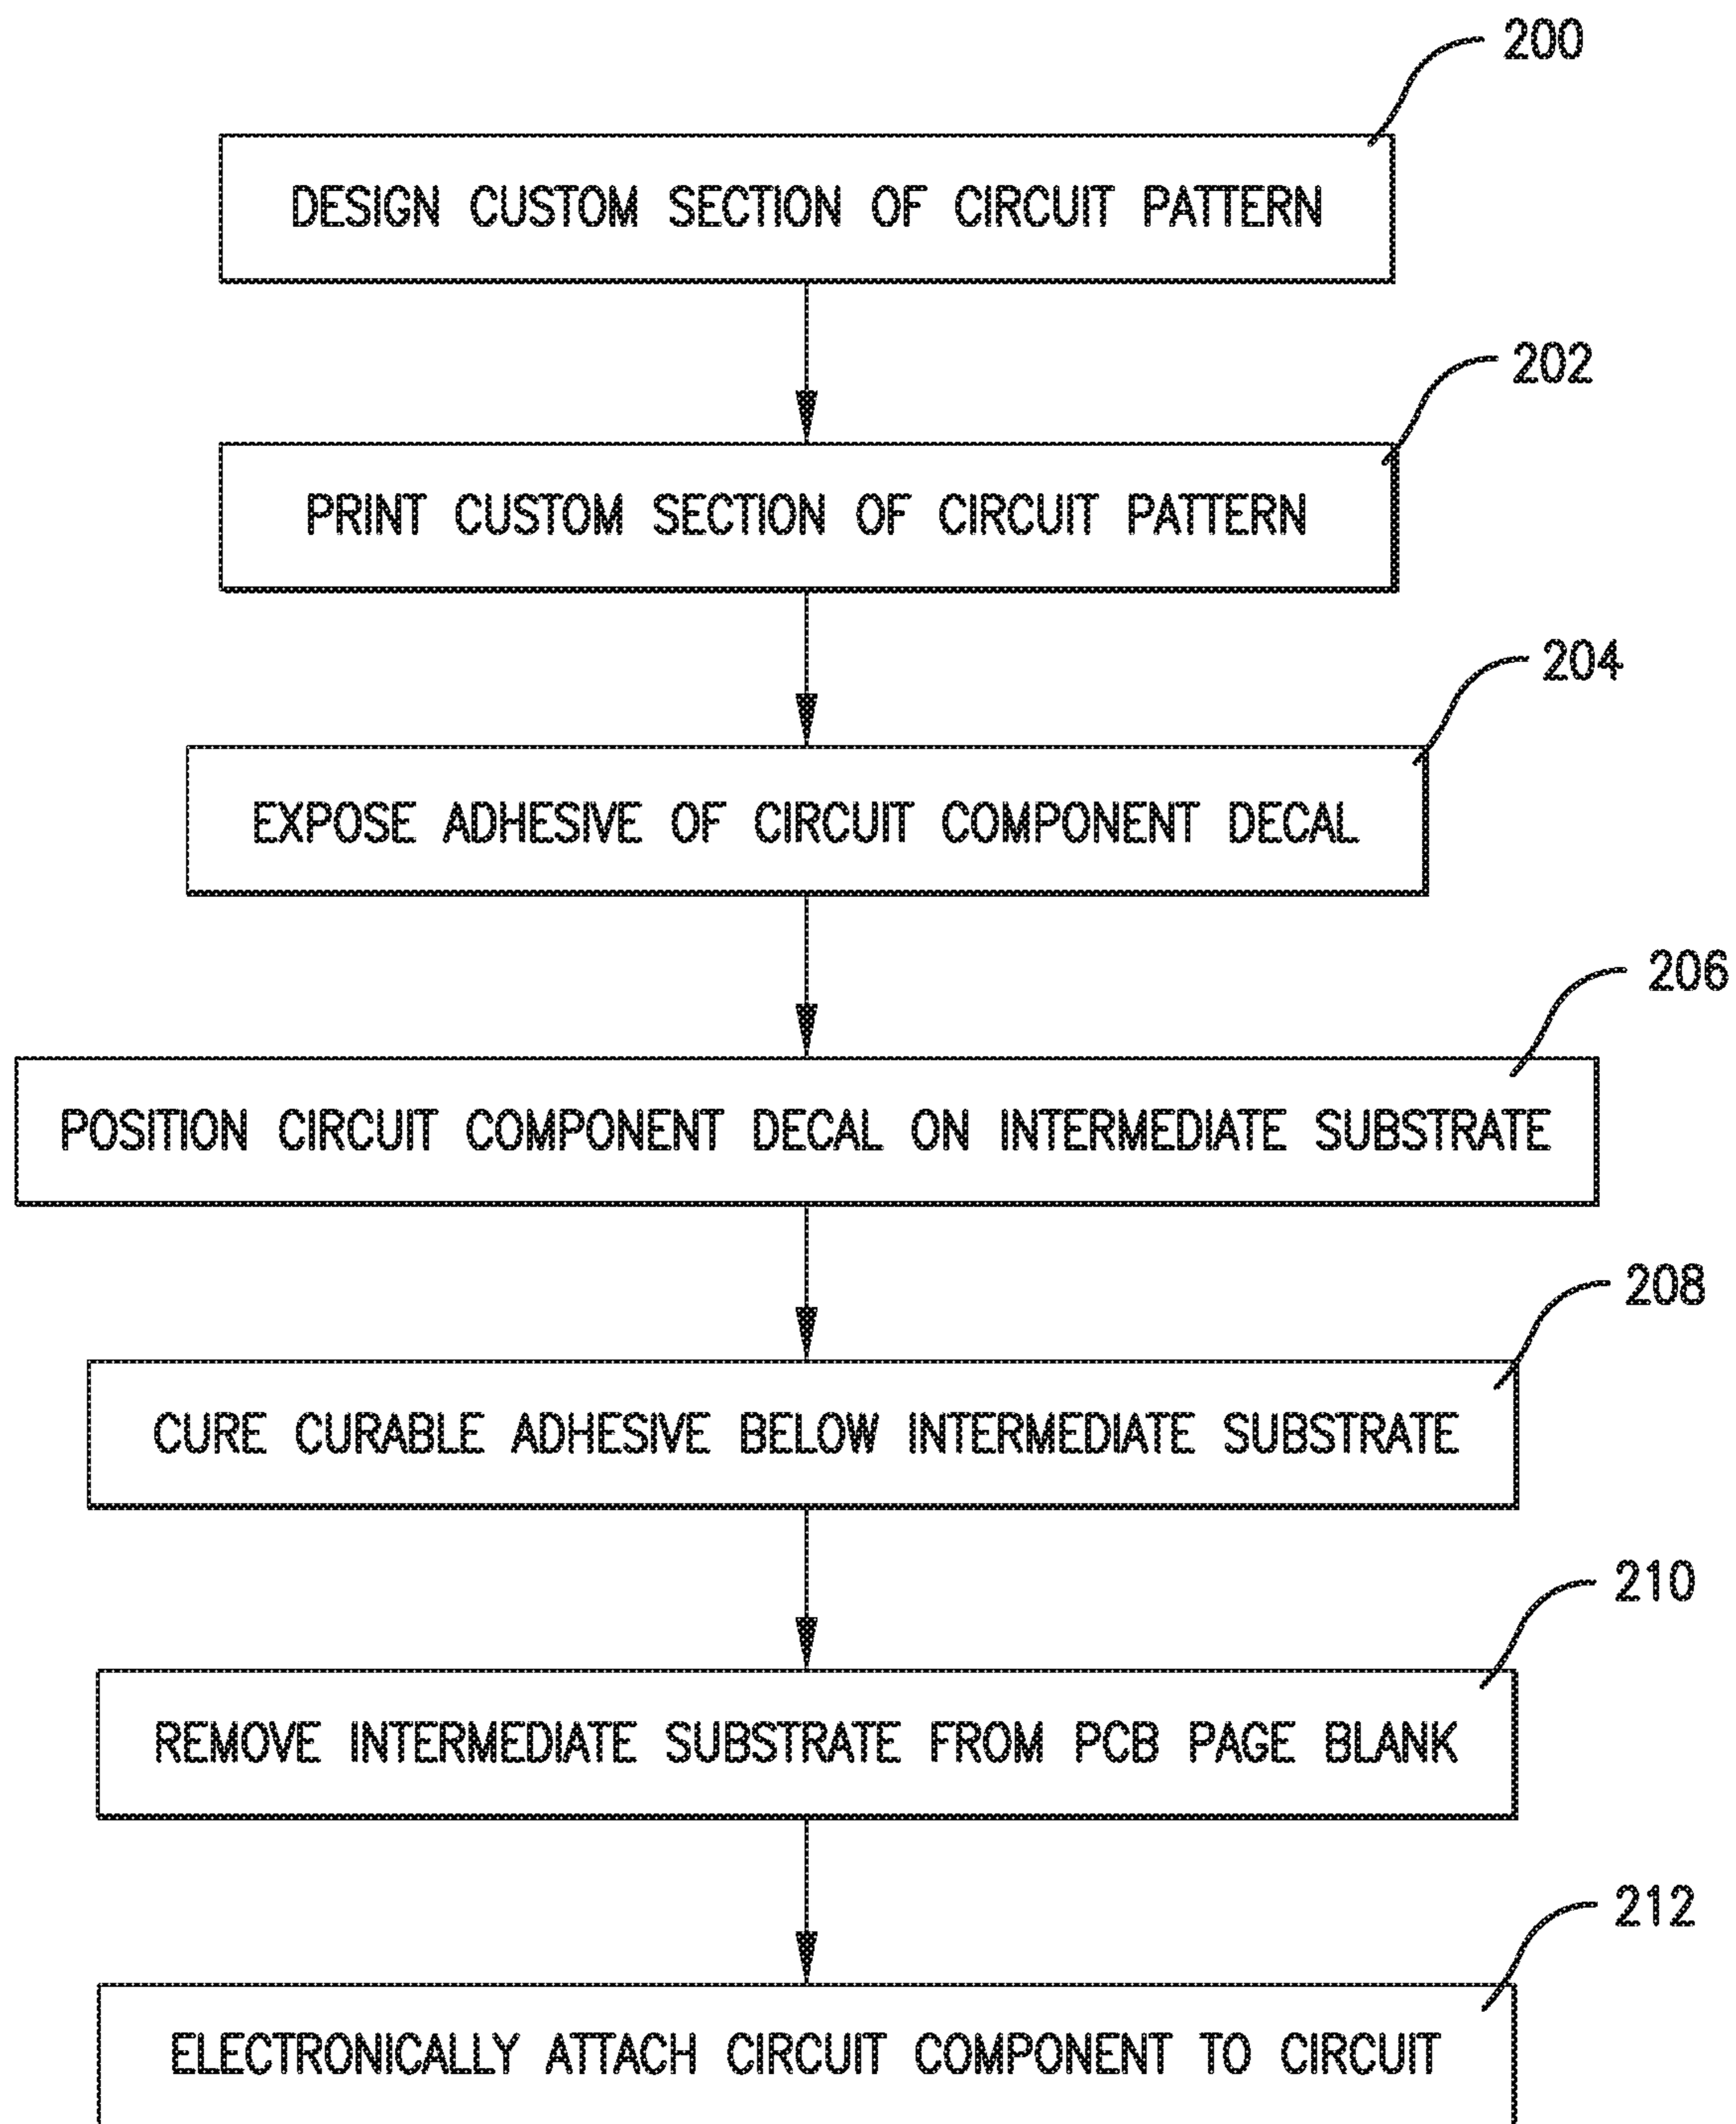 200
DESIGN CUSTOM SECTION OF CIRCUIT PATTERN
202
PRINT CUSTOM SECTION OF CIRCUIT PATTERN
204
EXPOSE ADHESIVE OF CIRCUIT COMPONENT DECAL
206
POSITION CIRCUIT COMPONENT DECAL ON INTERMEDIATE SUBSTRATE
208
CURE CURABLE ADHESIVE BELOW INTERMEDIATE SUBSTRATE
210
REMOVE INTERMEDIATE SUBSTRATE FROM PCB PAGE BLANK
212
ELECTRONICALLY ATTACH CIRCUIT COMPONENT TO CIRCUIT